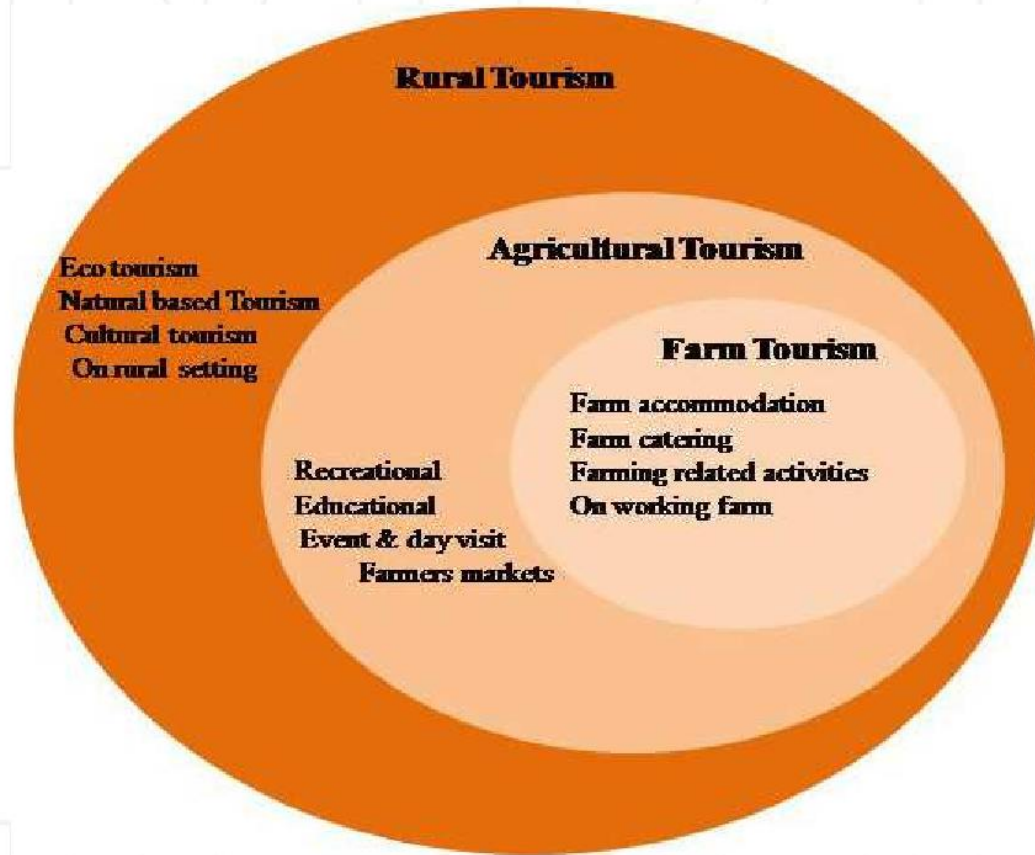 Rural Tourism
Agricultural Tourism
Eco tourism
Natural based Tourism
Cultural tourism
On rural setting
Farm Tourism
Farm accommodation
Farm catering
Farming related activities
On working farm
Recreational
Educational
Event & day visit
Farmers markets